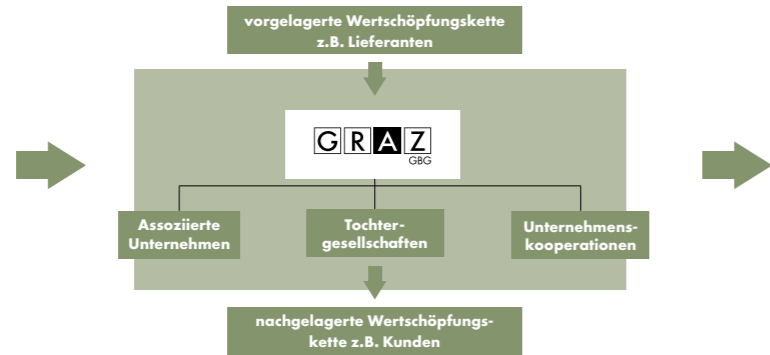 vorgelagerte Wertschöpfungskette
z.B. Lieferanten
GRAZ
GBG
Assoziierte
Unternehmen
Tochter-
gesellschaften
Unternehmens-
kooperationen
nachgelagerte Wertschöpfungs-
kette z.B. Kunden